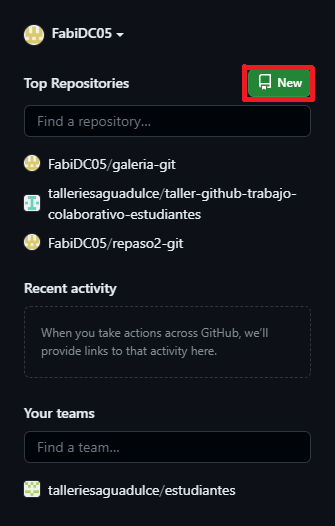 FabiDC05
Top Repositories
New
Find a repository...
FabiDC05/galeria-git
talleriesaguadulce/taller-github-trabajo-
colaborativo-estudiantes
FabiDC05/repaso2-git
Recent activity
When you take actions across GitHub, we'll
provide links to that activity here.
Your teams
Find a team...
talleriesaguadulce/estudiantes